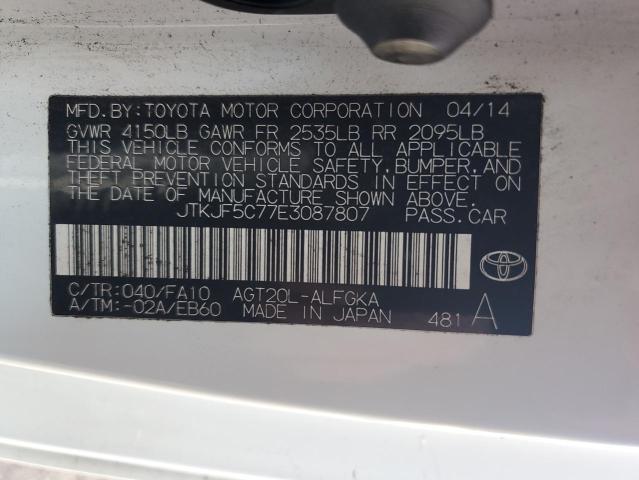 MFD. BY: TOYOTA MOTOR CORPORATION 04/14
GVWR 4150LB GAWR FR 2535LB RR 2095LB
THIS VEHICLE CONFORMS TO ALL APPLICABLE
FEDERAL MOTOR VEHICLE SAFETY, BUMPER, AND
THEFT PREVENTION STANDARDS IN EFFECT ON
THE DATE OF MANUFACTURE SHOWN ABOVE.
JTKJF5C77E3087807 PASS. CAR
C/TR: 040/FA10 AGT20L-ALFGKA
A/TM: -02A/EB60 MADE IN JAPAN 481 A